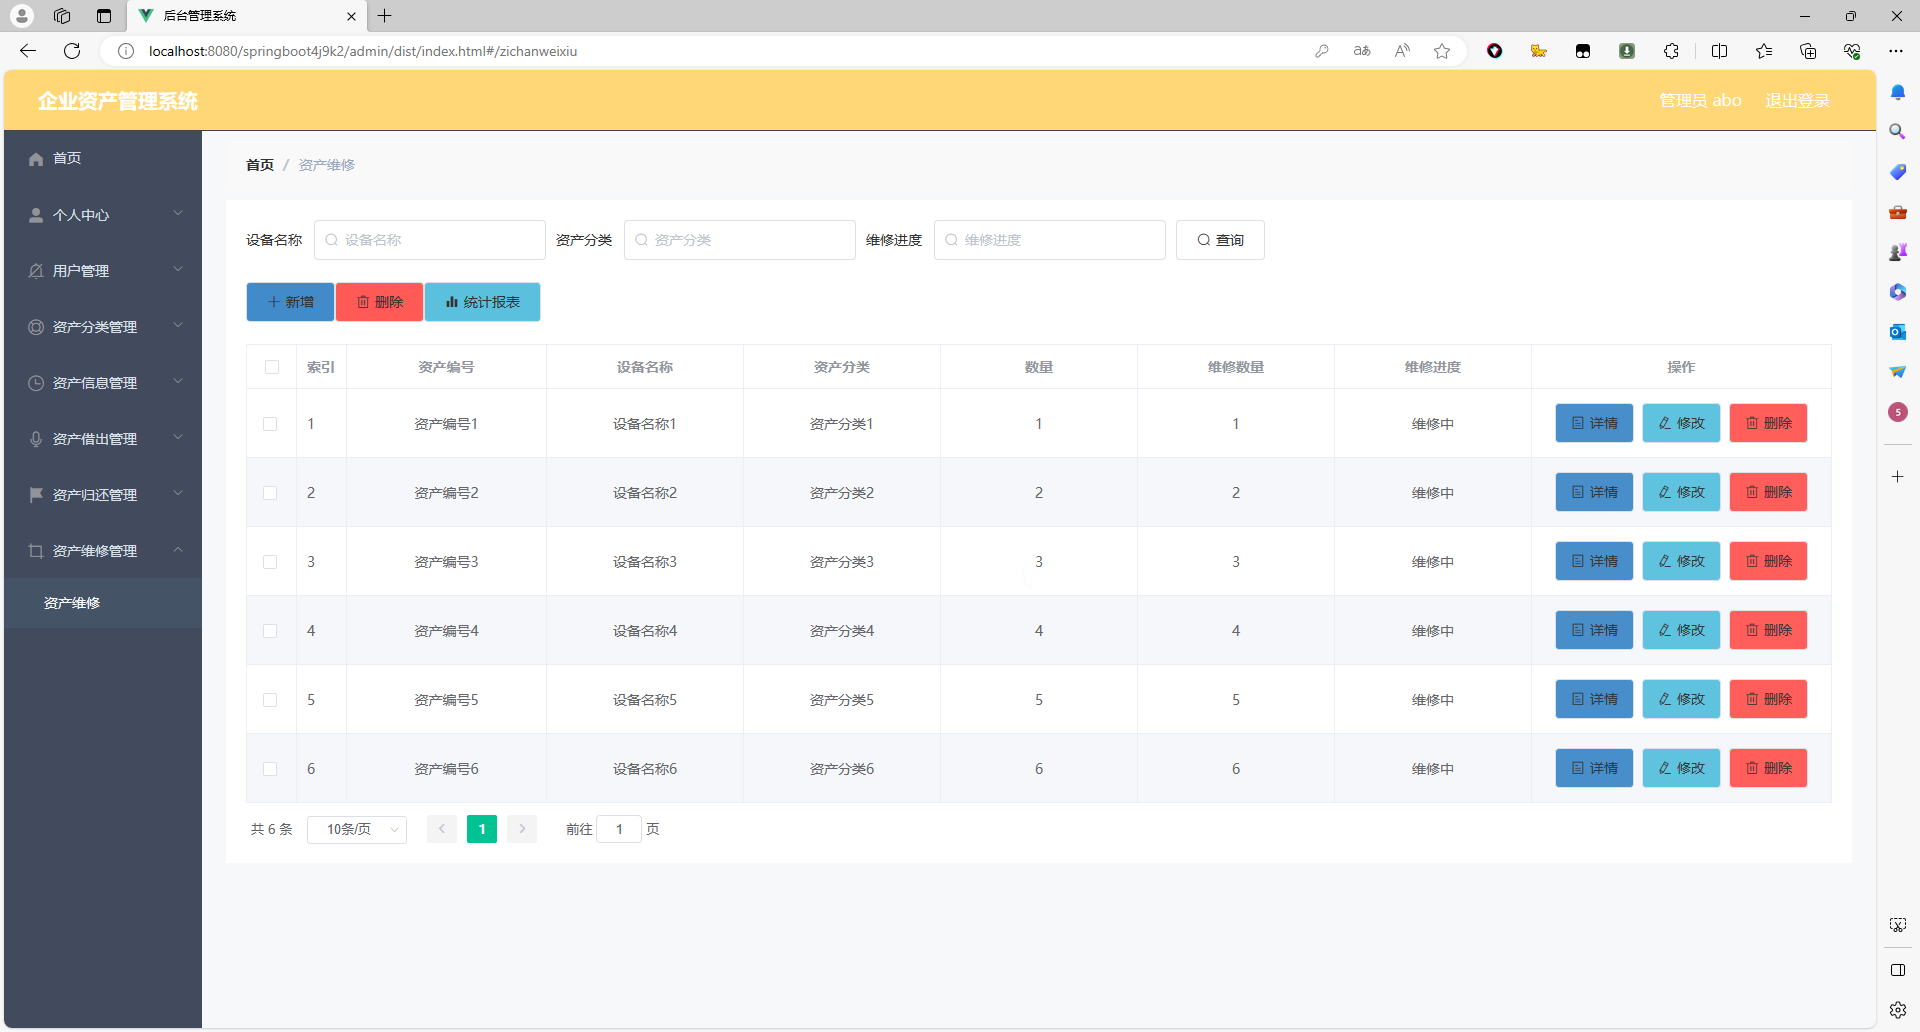 后台管理系统
localhost:8080/springboot4j9k2/admin/dist/index.html#/zichanweixiu
企业资产管理系统
管理员 abo 退出登录
首页
个人中心
用户管理
资产分类管理
资产信息管理
资产借出管理
资产归还管理
资产维修管理
资产维修
首页 / 资产维修
设备名称 设备名称 资产分类 资产分类 维修进度 维修进度 查询
新增 删除 统计报表
索引 资产编号 设备名称 资产分类 数量 维修数量 维修进度 操作
1 资产编号1 设备名称1 资产分类1 1 1 维修中 详情 修改 删除
2 资产编号2 设备名称2 资产分类2 2 2 维修中 详情 修改 删除
3 资产编号3 设备名称3 资产分类3 3 3 维修中 详情 修改 删除
4 资产编号4 设备名称4 资产分类4 4 4 维修中 详情 修改 删除
5 资产编号5 设备名称5 资产分类5 5 5 维修中 详情 修改 删除
6 资产编号6 设备名称6 资产分类6 6 6 维修中 详情 修改 删除
共 6 条 10条/页 1 前往 1 页
5